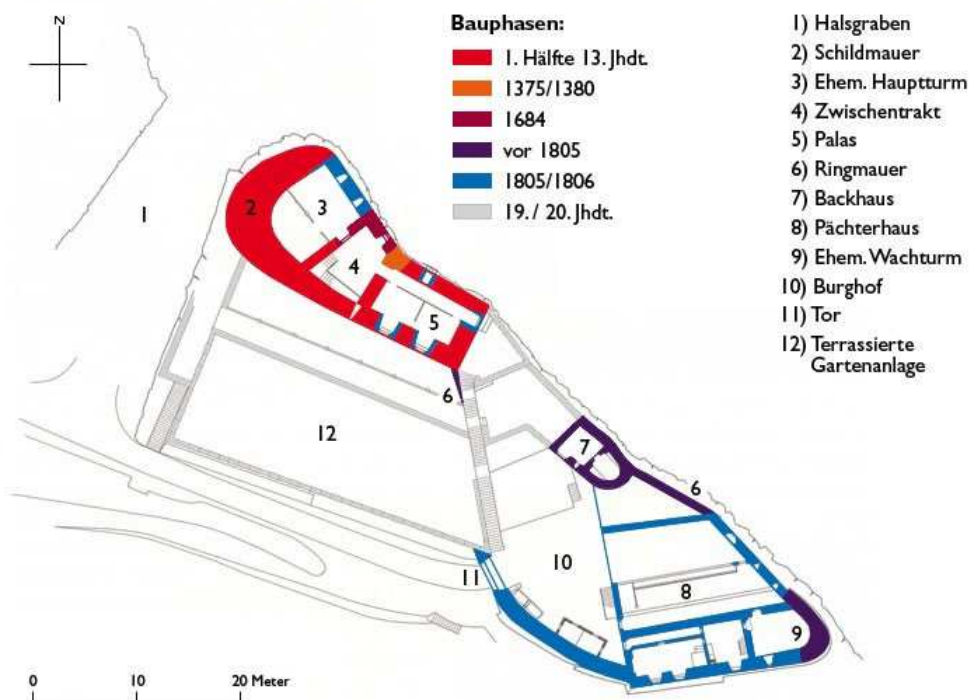 N
Bauphasen:
1. Hälfte 13. Jhdt.
1375/1380
1684
vor 1805
1805/1806
19. / 20. Jhdt.
1) Halsgraben
2) Schildmauer
3) Ehem. Hauptturm
4) Zwischentrakt
5) Palas
6) Ringmauer
7) Backhaus
8) Pächterhaus
9) Ehem. Wachturm
10) Burghof
11) Tor
12) Terrassierte
Gartenanlage
1
2
3
4
5
6
12
7
6
10
11
8
9
0 10 20 Meter